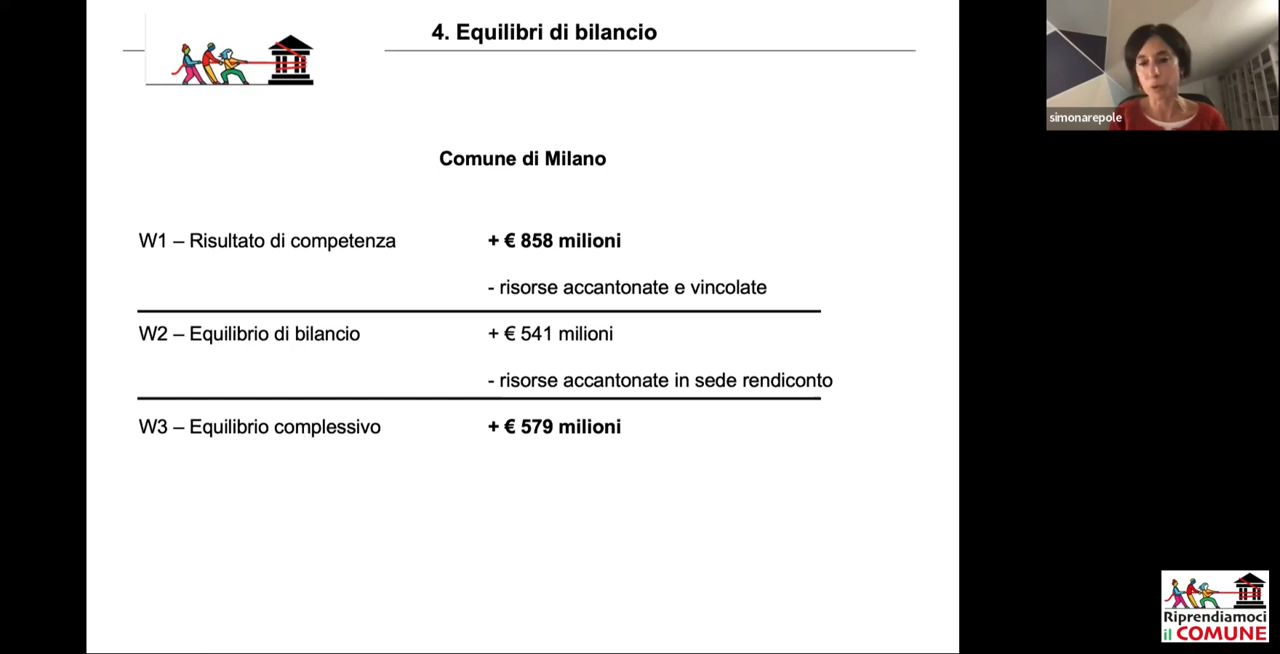 4. Equilibri di bilancio
simonarepole
Comune di Milano
W1 – Risultato di competenza + € 858 milioni
- risorse accantonate e vincolate
W2 – Equilibrio di bilancio + € 541 milioni
- risorse accantonate in sede rendiconto
W3 – Equilibrio complessivo + € 579 milioni
Riprendiamoci
il COMUNE